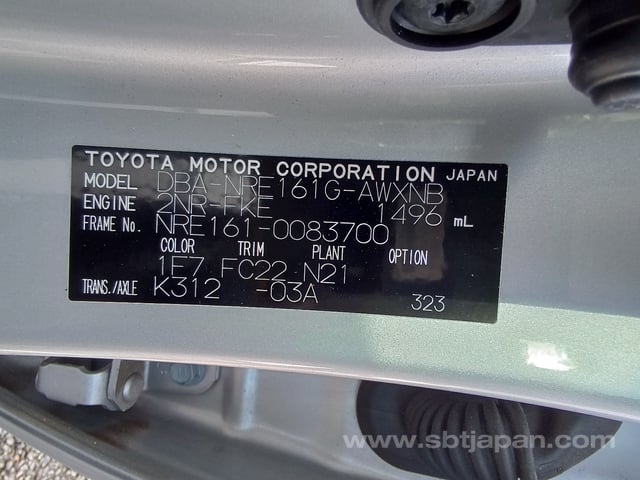 TOYOTA MOTOR CORPORATION JAPAN
MODEL DBA-NRE161G-AWXNB
ENGINE 2NR-FKE 1496 mL
FRAME No. NRE161-0083700
COLOR TRIM PLANT OPTION
1E7 FC22 N21
TRANS./AXLE K312 -03A 323
www.sbtjapan.com